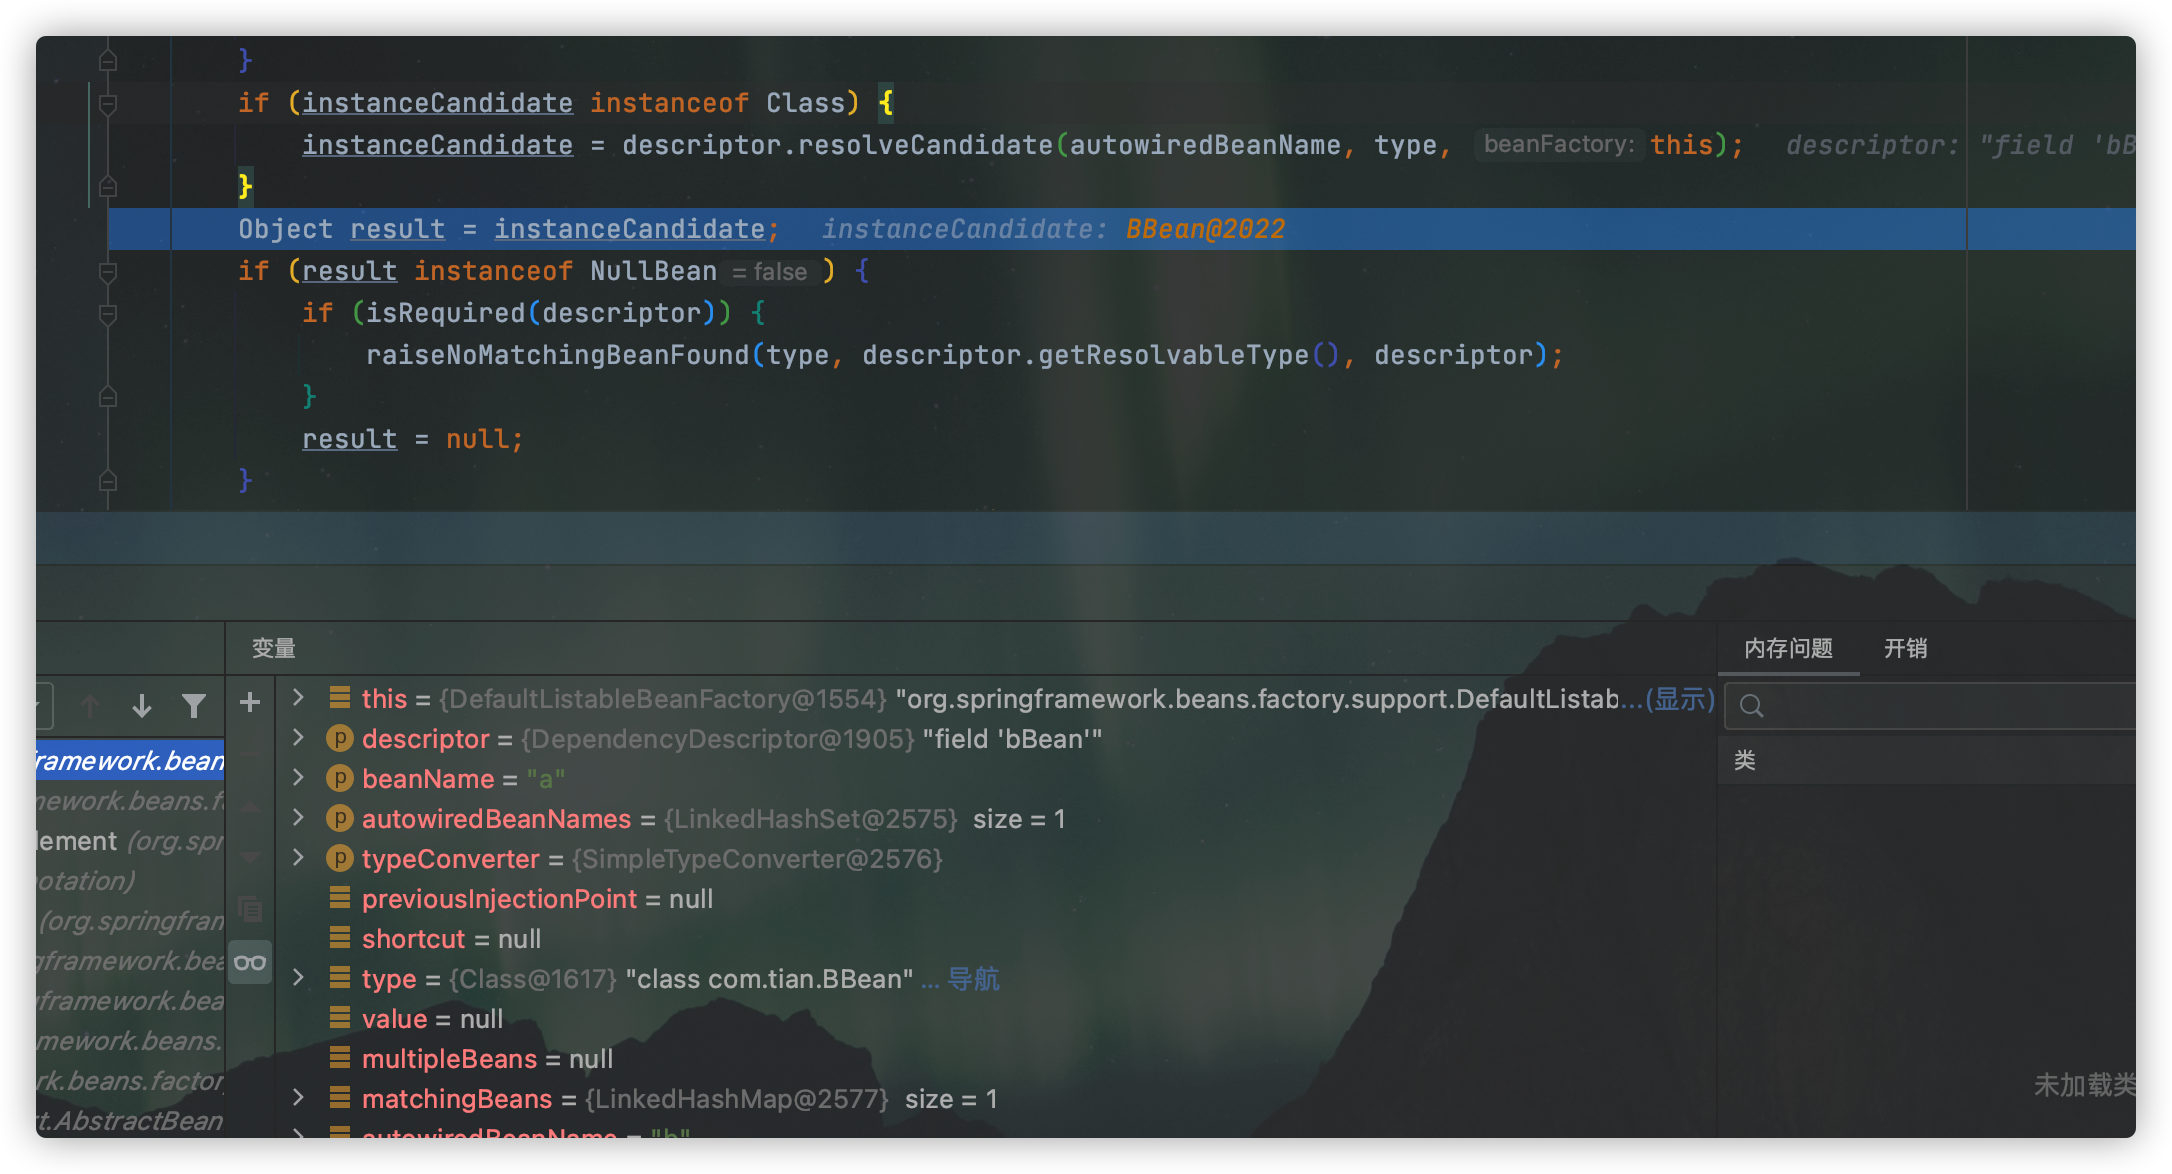 }
if (instanceCandidate instanceof Class) {
instanceCandidate = descriptor.resolveCandidate(autowiredBeanName, type, beanFactory: this); descriptor: "field 'bB
}
Object result = instanceCandidate; instanceCandidate: BBean@2022
if (result instanceof NullBean = false ) {
if (isRequired(descriptor)) {
raiseNoMatchingBeanFound(type, descriptor.getResolvableType(), descriptor);
}
result = null;
}
变量
内存问题 开销
this = {DefaultListableBeanFactory@1554} "org.springframework.beans.factory.support.DefaultListab...(显示)
descriptor = {DependencyDescriptor@1905} "field 'bBean'"
ramework.bean
类
beanName = "a"
mework.beans.f
autowiredBeanNames = {LinkedHashSet@2575} size = 1
lement (org.spr
typeConverter = {SimpleTypeConverter@2576}
otation)
previousInjectionPoint = null
(org.springfran
shortcut = null
gframework.bea
type = {Class@1617} "class com.tian.BBean" ... 导航
gframework.bea
value = null
mework.beans.
multipleBeans = null
rk.beans.factor
未加载类
matchingBeans = {LinkedHashMap@2577} size = 1
t.AbstractBean
autowiredBeanName = "b"